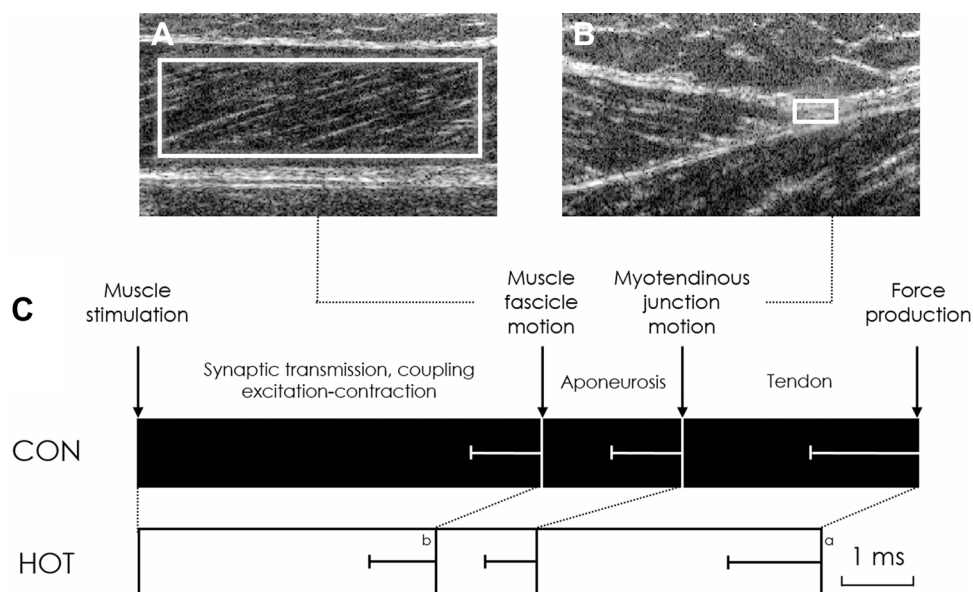 A
B
C
Muscle
stimulation
Muscle
fascicle
motion
Myotendinous
junction
motion
Force
production
Synaptic transmission, coupling
excitation-contraction
Aponeurosis
Tendon
CON
HOT
b
a
1 ms